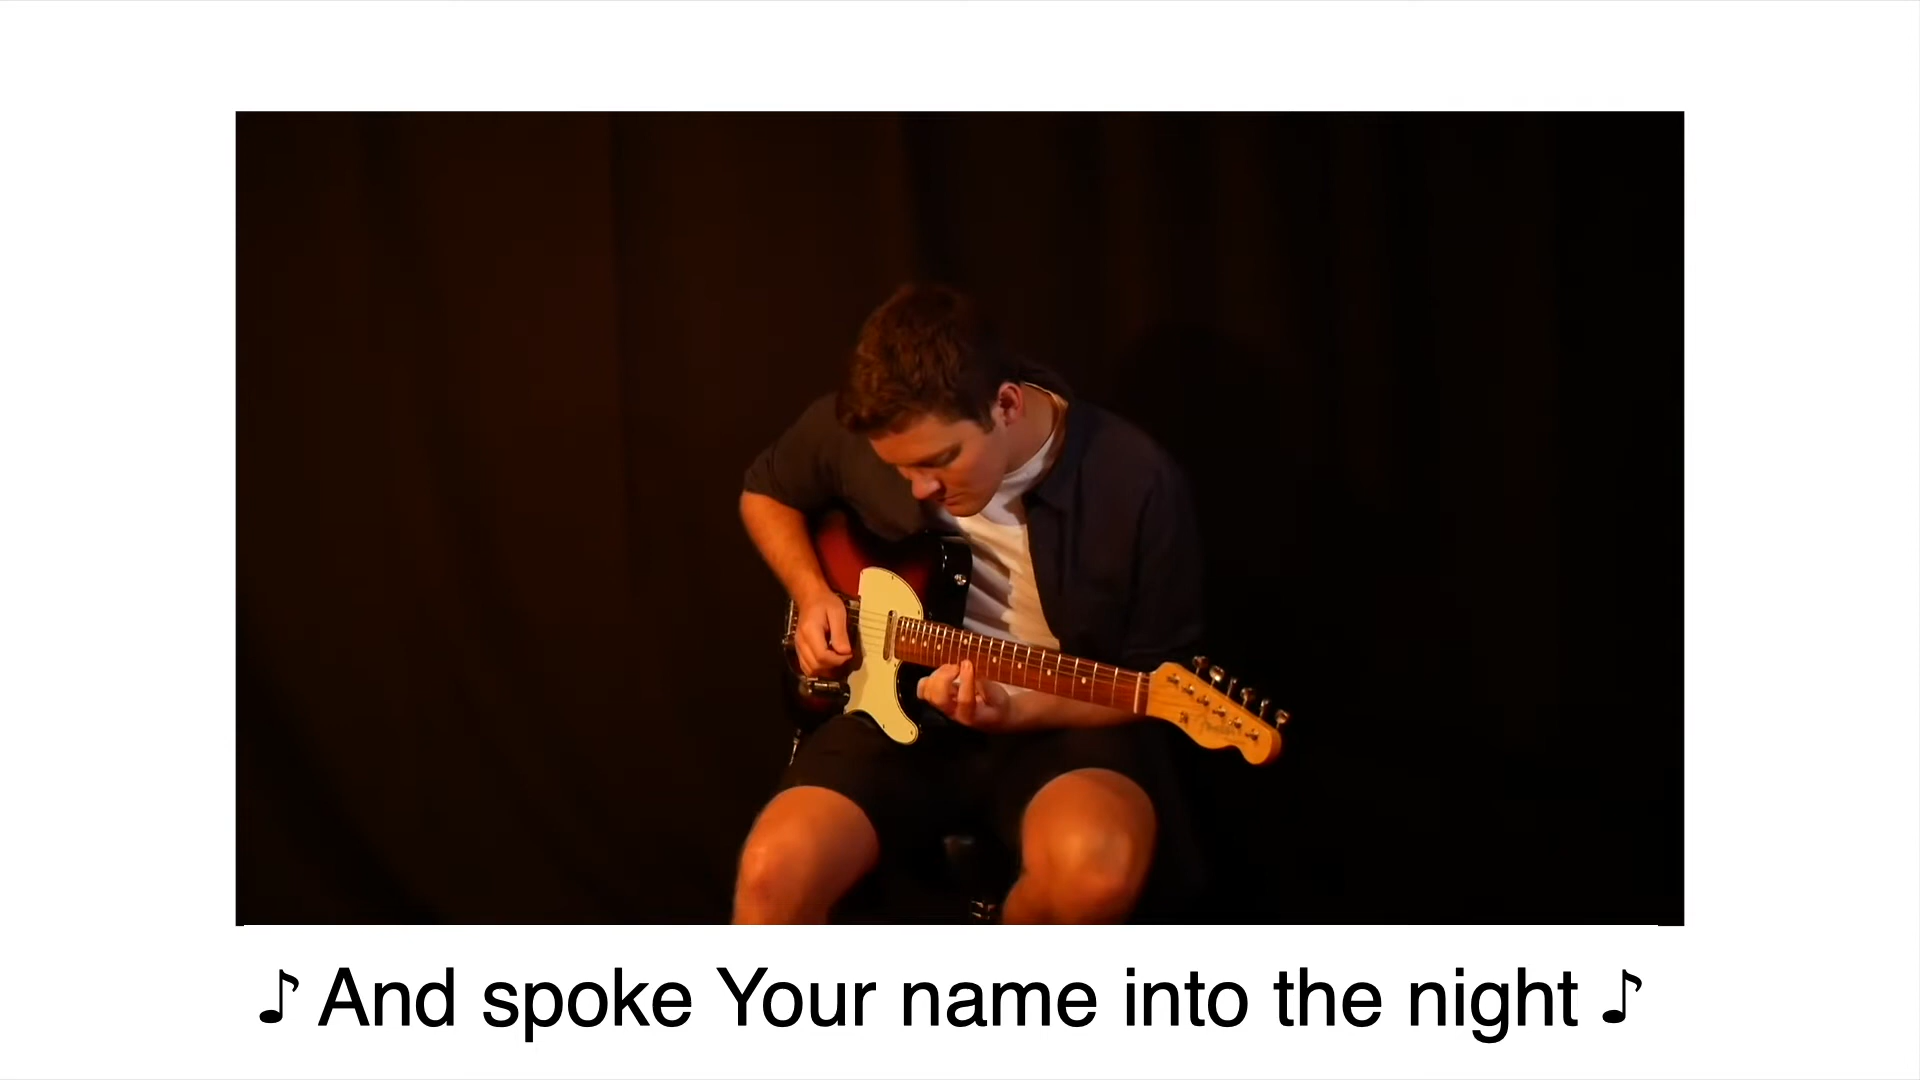 ♪ And spoke Your name into the night ♪